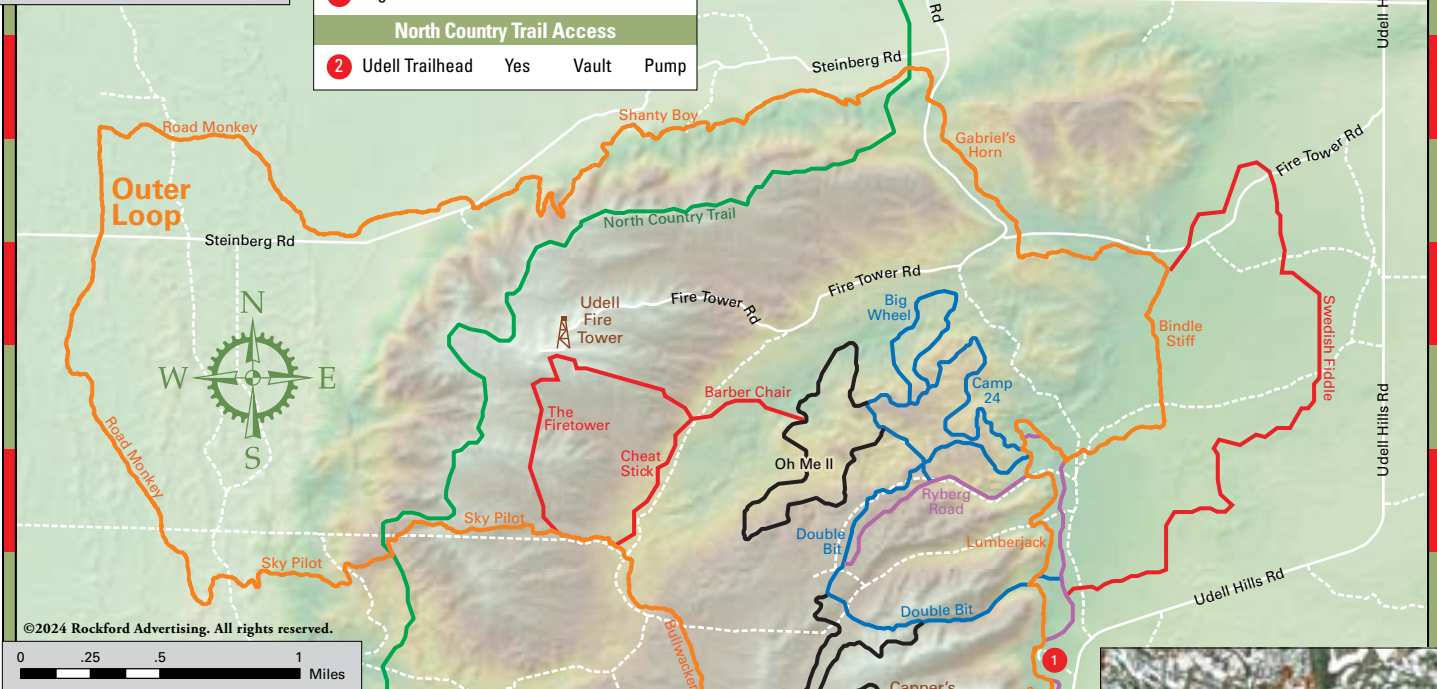 North Country Trail Access
2 Udell Trailhead Yes Vault Pump
Rd
Udell H
Steinberg Rd
Shanty Boy
Road Monkey
Gabriel's
Horn
Fire Tower Rd
Outer
Loop
North Country Trail
Steinberg Rd
Fire Tower Rd
Fire Tower Rd
Big
Wheel
Udell
Fire
Tower
N
W
E
S
Bindle
Stiff
Swedish Fiddle
Camp
24
Barber Chair
The
Firetower
Cheat
Stick
Oh Me II
Udell Hills Rd
Road Monkey
Ryberg
Road
Sky Pilot
Double
Bit
Lumberjack
Sky Pilot
Udell Hills Rd
Double Bit
Bullwacker
©2024 Rockford Advertising. All rights reserved.
0 .25 .5 1
Miles
1
Capper's